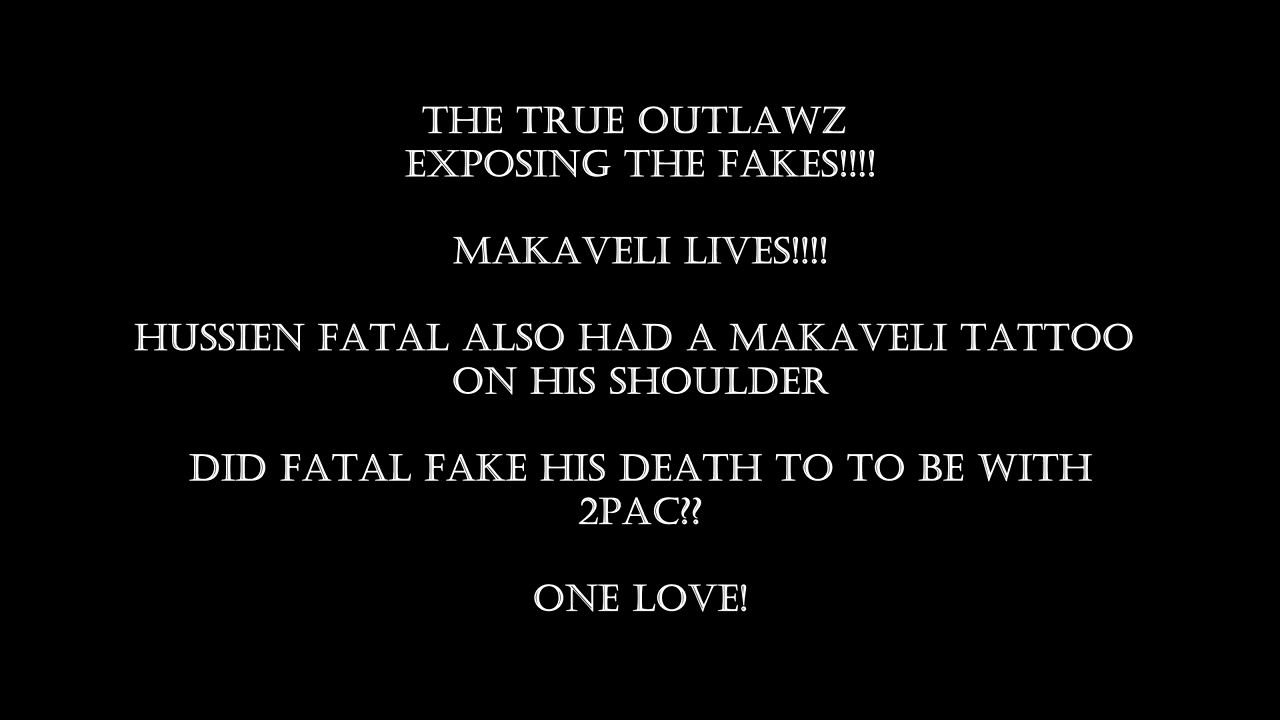 THE TRUE OUTLAWZ
EXPOSING THE FAKES!!!!
MAKAVELI LIVES!!!!
HUSSIEN FATAL ALSO HAD A MAKAVELI TATTOO
ON HIS SHOULDER
DID FATAL FAKE HIS DEATH TO TO BE WITH
2PAC??
ONE LOVE!